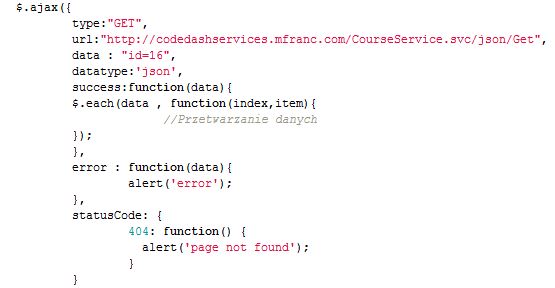 $.ajax({
type:"GET",
url:"http://codedashservices.mfranc.com/CourseService.svc/json/Get",
data : "id=16",
datatype:'json',
success:function(data){
$.each(data , function(index,item){
//Przetwarzanie danych
});
},
error : function(data){
alert('error');
},
statusCode: {
404: function() {
alert('page not found');
}
}